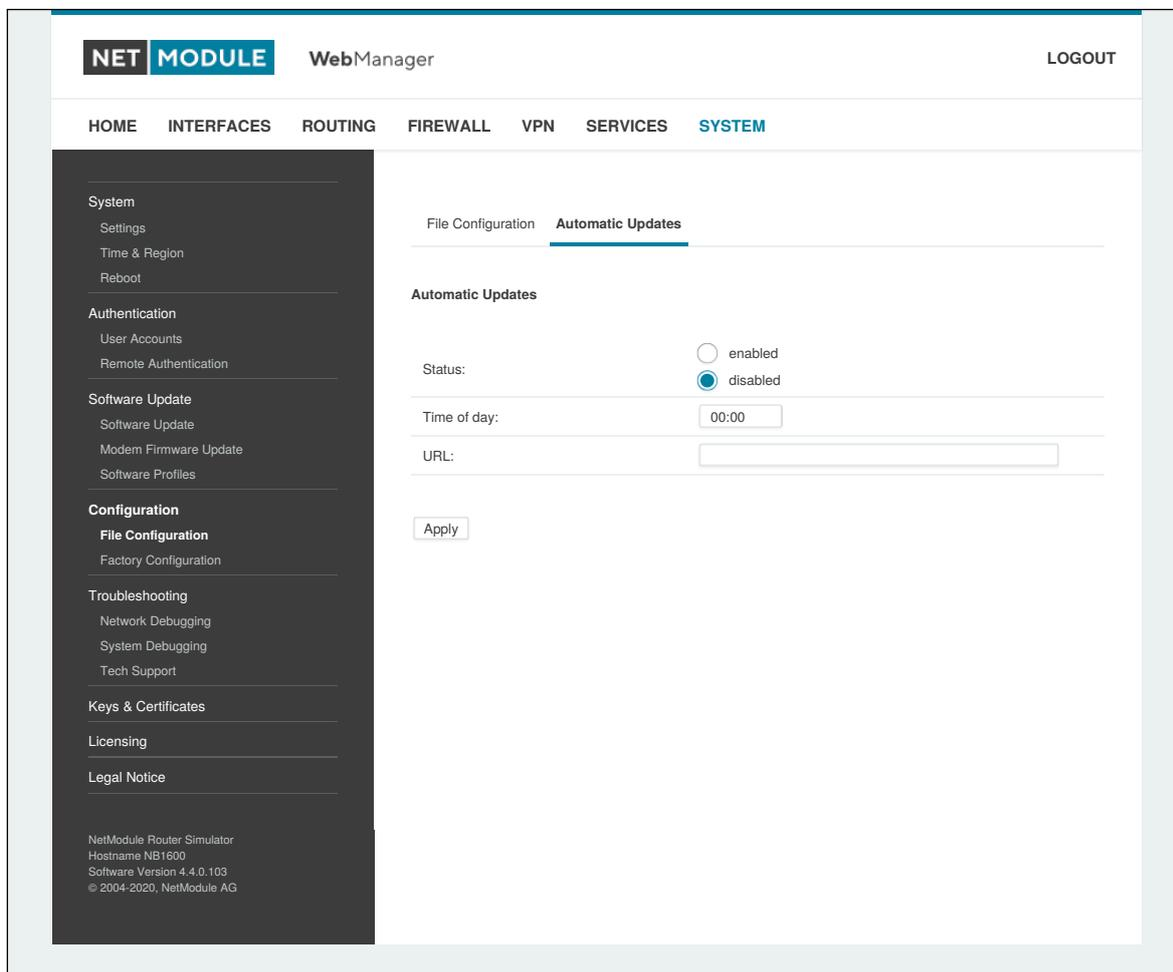 NET MODULE WebManager LOGOUT
HOME INTERFACES ROUTING FIREWALL VPN SERVICES SYSTEM
System
Settings
Time & Region
Reboot
Authentication
User Accounts
Remote Authentication
Software Update
Software Update
Modem Firmware Update
Software Profiles
Configuration
File Configuration
Factory Configuration
Troubleshooting
Network Debugging
System Debugging
Tech Support
Keys & Certificates
Licensing
Legal Notice
NetModule Router Simulator
Hostname NB1600
Software Version 4.4.0.103
© 2004-2020, NetModule AG
File Configuration Automatic Updates
Automatic Updates
Status:
enabled
disabled
Time of day: 00:00
URL:
Apply